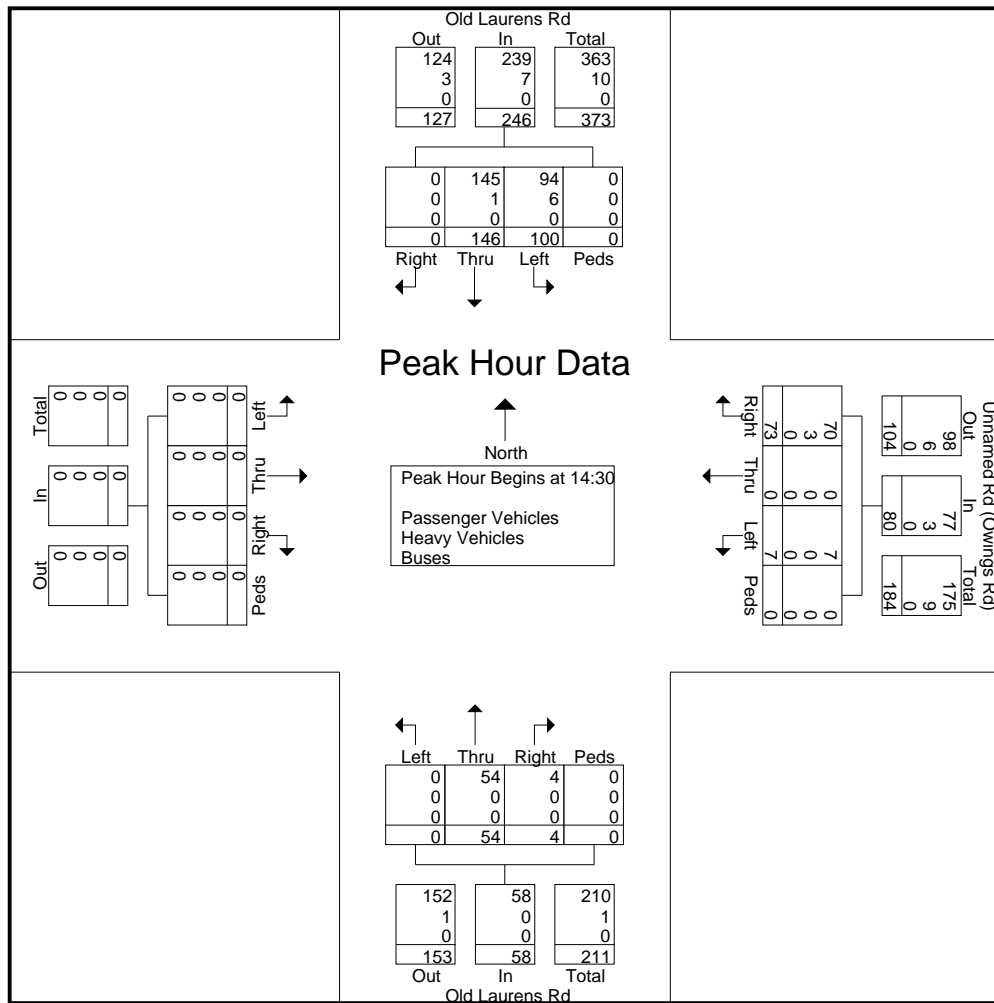 Old Laurens Rd
Out In Total
124 239 363
3 7 10
0 0 0
127 246 373
0 145 94 0
0 1 6 0
0 0 0 0
0 146 100 0
Right Thru Left Peds
Peak Hour Data
North
Peak Hour Begins at 14:30
Passenger Vehicles
Heavy Vehicles
Buses
Total
0 0 0 0
In
0 0 0 0
Out
0 0 0 0
Left
0 0 0 0
Thru
0 0 0 0
Right
0 0 0 0
Peds
0 0 0 0
Right
73 0 3 70
Thru
0 0 0 0
Left
7 0 0 7
Peds
0 0 0 0
Unnamed Rd (Owings Rd)
Out In Total
98 77 175
6 3 9
0 0 0
104 80 184
Left Thru Right Peds
0 54 4 0
0 0 0 0
0 0 0 0
0 54 4 0
152 58 210
1 0 1
0 0 0
153 58 211
Out In Total
Old Laurens Rd